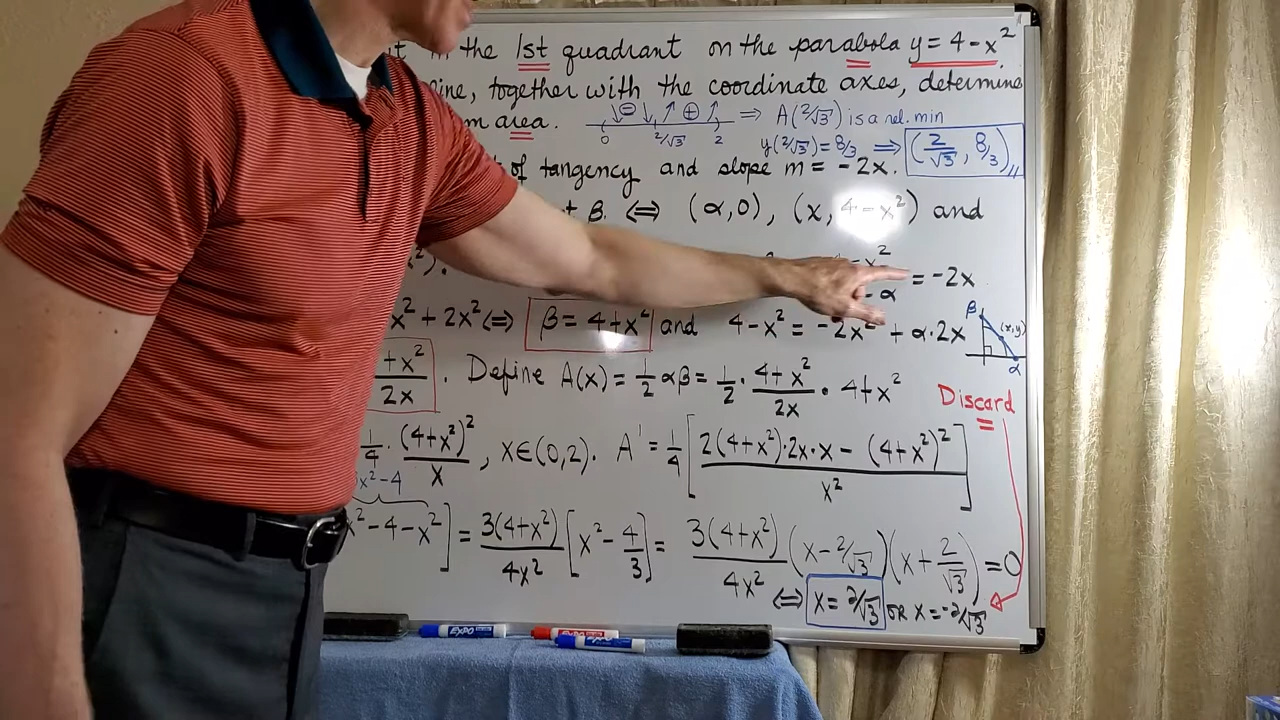 in the 1st quadrant on the parabola y = 4 - x².
line, together with the coordinate axes, determine
area. ⊖ ↓ ↗ ⊕ ↗ ⇒ A(2/√3) is a rel. min
0 2/√3 2 y(2/√3) = 8/3 ⇒ (2/√3, 8/3)
of tangency and slope m = -2x.
β ⇔ (α,0), (x, 4-x²) and
= -2x
x² + 2x² ⇔ β = 4+x² and 4-x² = -2x² + α·2x
β (x,y) α
+x²/2x. Define A(x) = 1/2 αβ = 1/2 · (4+x²)/2x · 4+x²
Discard
1/4 · (4+x²)²/x, x∈(0,2). A' = 1/4 [(2(4+x²)·2x·x - (4+x²)²)/x²]
x²-4
x²-4-x²] = 3(4+x²)/4x² [x² - 4/3] = 3(4+x²)/4x² (x - 2/√3)(x + 2/√3) = 0
⇔ x = 2/√3 OR x = -2/√3
EXPO
EXPO
EXPO